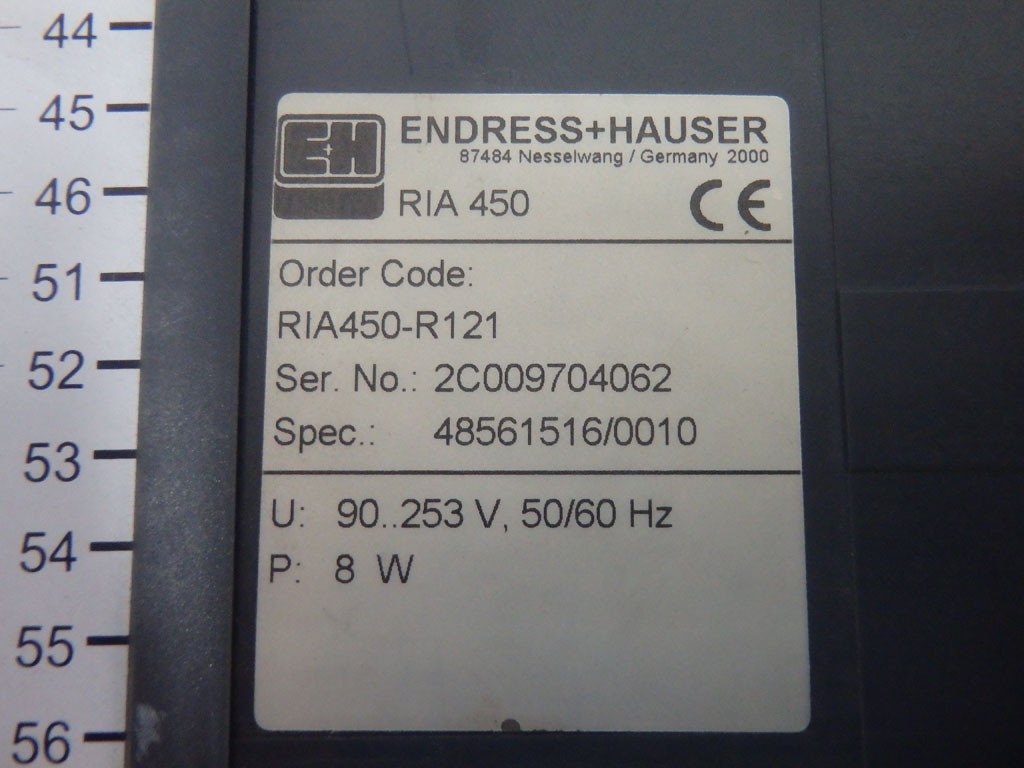 44
45
46
51
52
53
54
55
56
E+H
ENDRESS+HAUSER
87484 Nesselwang / Germany 2000
RIA 450
CE
Order Code:
RIA450-R121
Ser. No.: 2C009704062
Spec.: 48561516/0010
U: 90..253 V, 50/60 Hz
P: 8 W